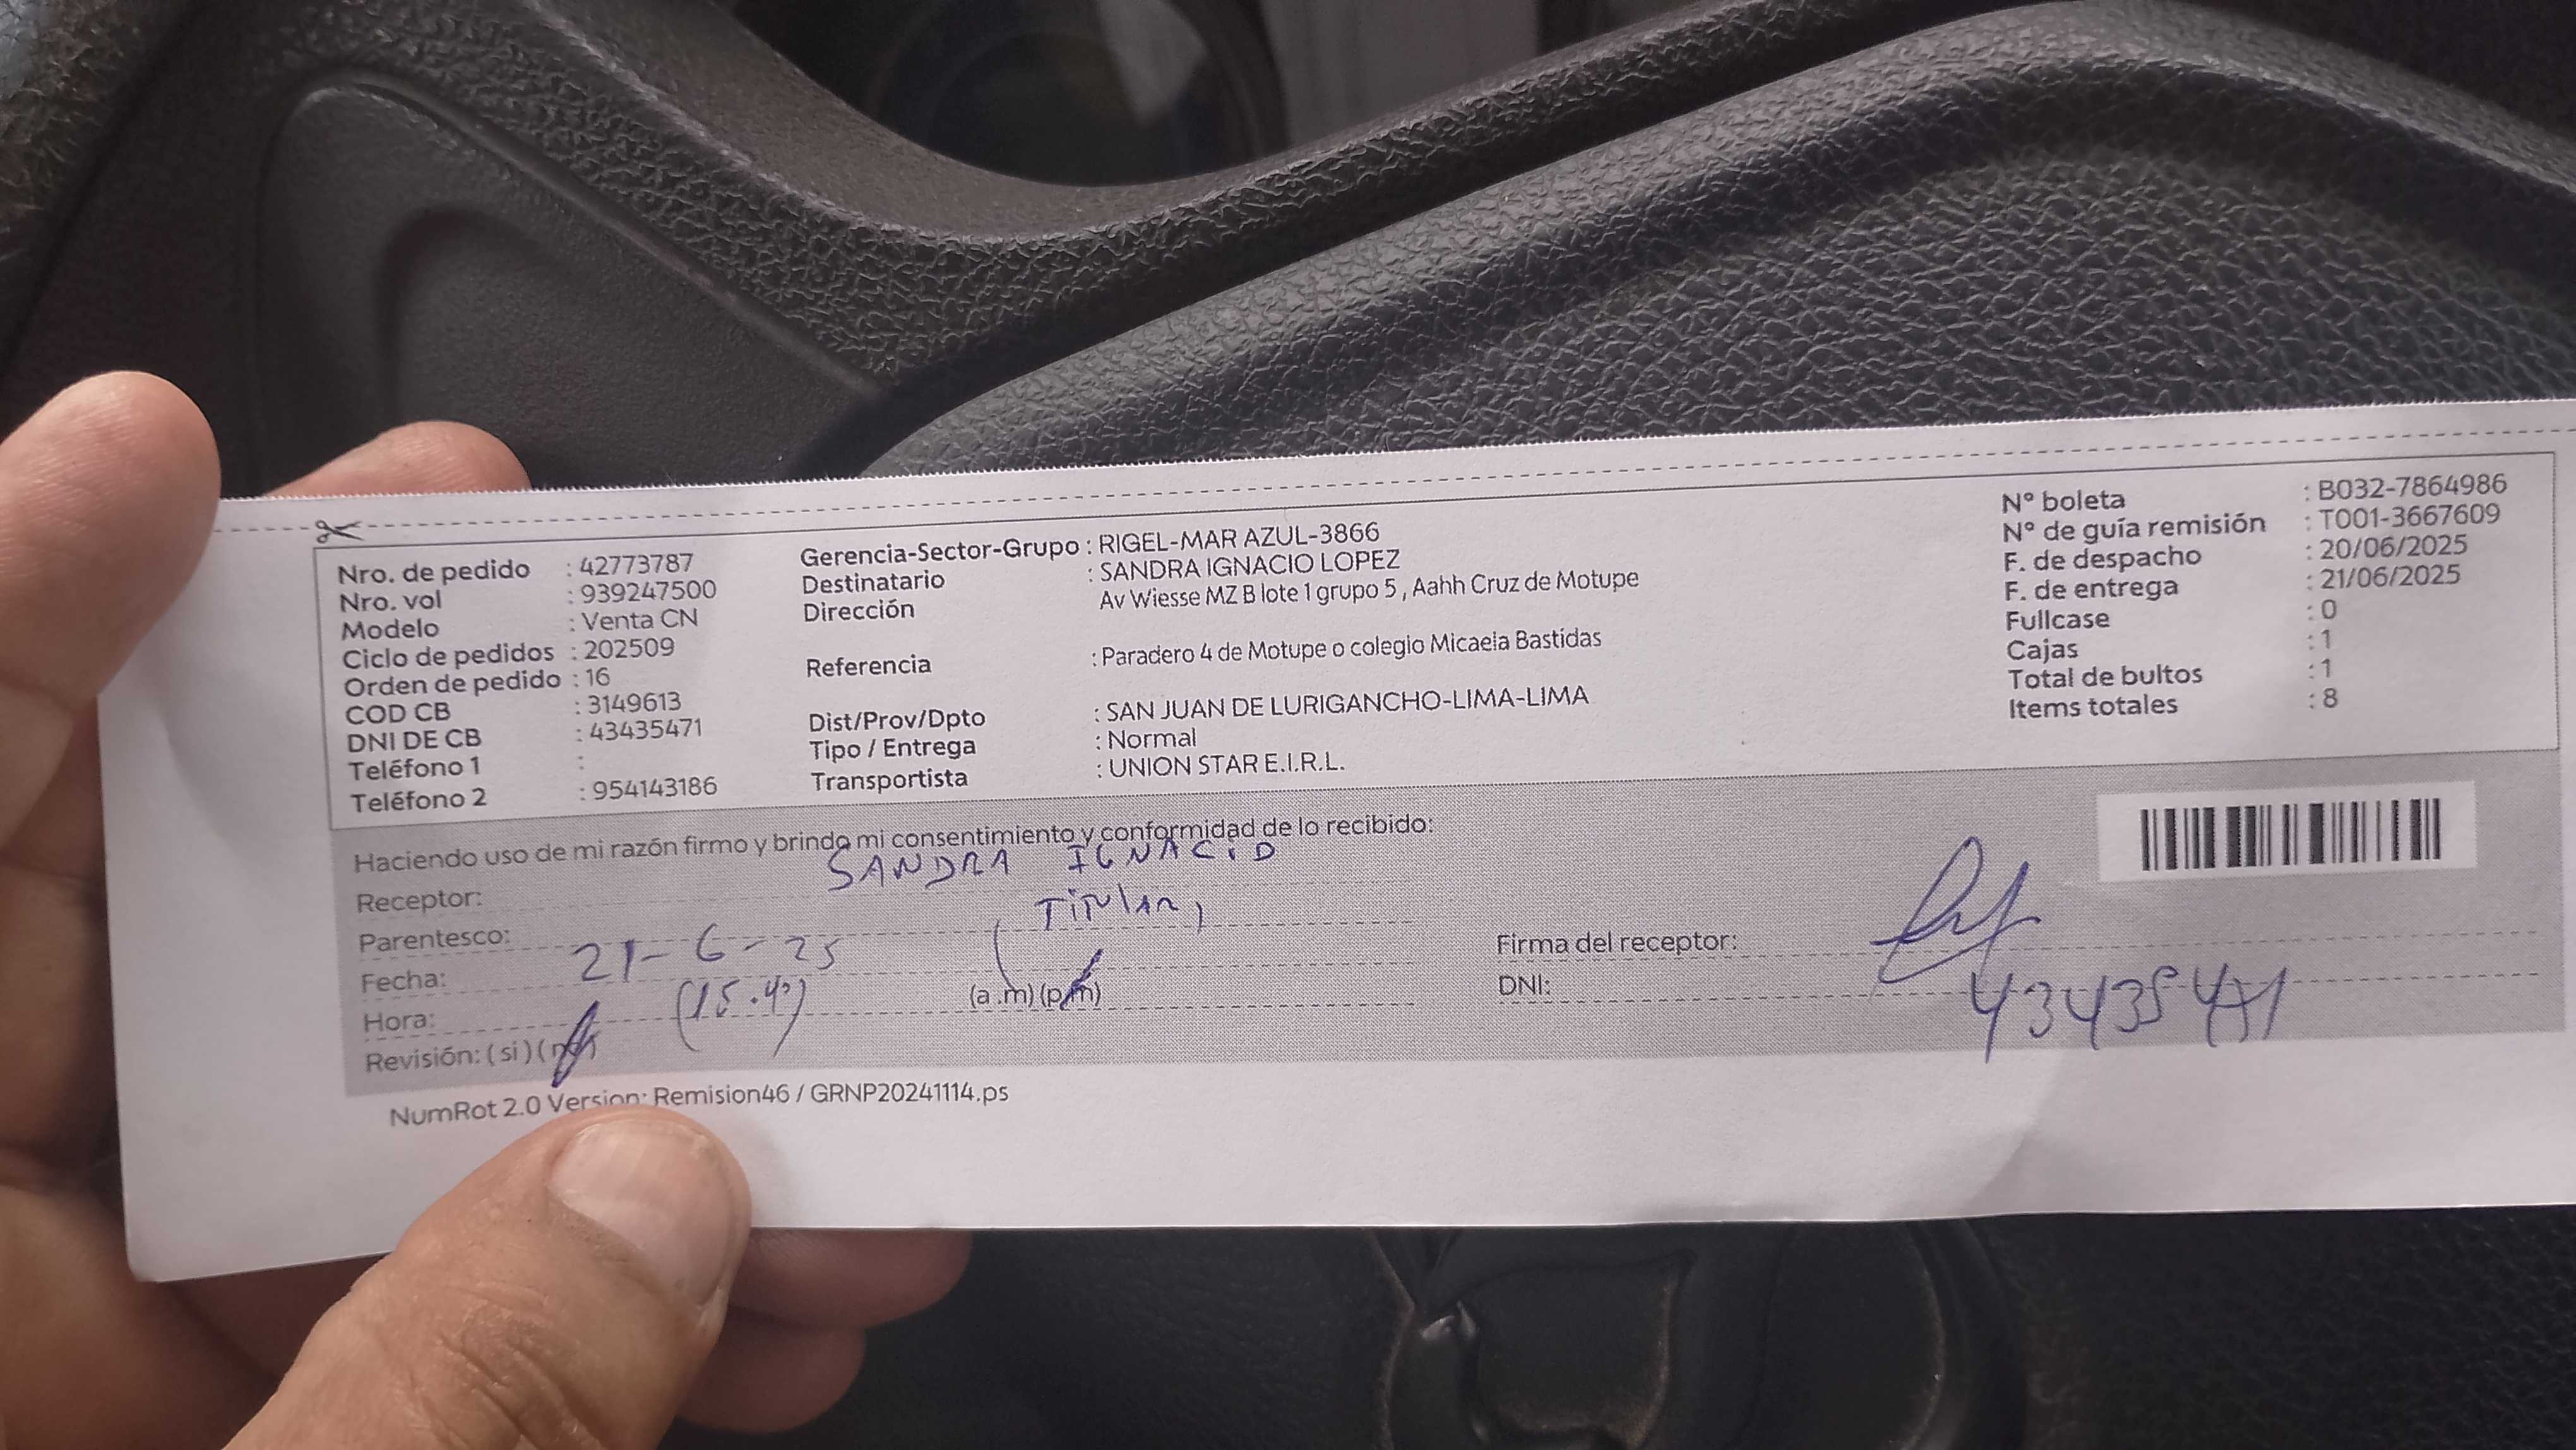 Nro. de pedido : 42773787
Nro. vol : 939247500
Modelo : Venta CN
Ciclo de pedidos : 202509
Orden de pedido : 16
COD CB : 3149613
DNI DE CB : 43435471
Teléfono 1 :
Teléfono 2 : 954143186
Gerencia-Sector-Grupo : RIGEL-MAR AZUL-3866
Destinatario : SANDRA IGNACIO LOPEZ
Dirección Av Wiesse MZ B lote 1 grupo 5 , Aahh Cruz de Motupe
Referencia : Paradero 4 de Motupe o colegio Micaela Bastidas
Dist/Prov/Dpto : SAN JUAN DE LURIGANCHO-LIMA-LIMA
Tipo / Entrega : Normal
Transportista : UNION STAR E.I.R.L.
N° boleta : B032-7864986
N° de guía remisión : T001-3667609
F. de despacho : 20/06/2025
F. de entrega : 21/06/2025
Fullcase : 0
Cajas : 1
Total de bultos : 1
Items totales : 8
Haciendo uso de mi razón firmo y brindo mi consentimiento y conformidad de lo recibido:
Receptor: SANDRA IGNACIO
Parentesco: (Titular)
Fecha: 21-6-25
Hora: (a.m) (p.m)
Revisión: ( si ) ( no )
Firma del receptor:
DNI: 43435471
NumRot 2.0 Version: Remision46 / GRNP20241114.ps